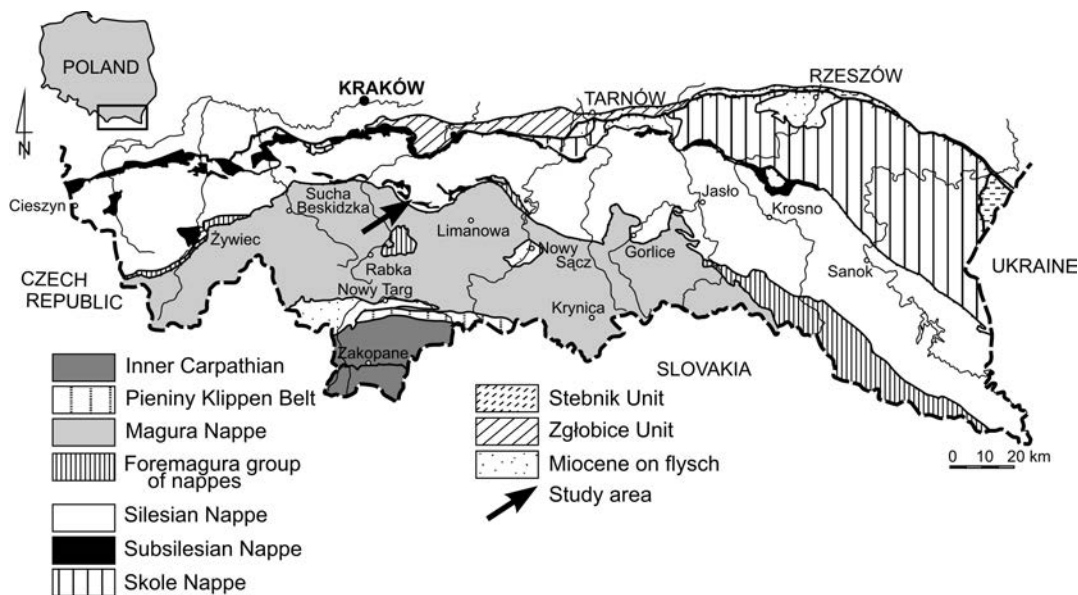 POLAND
N
KRAKÓW
TARNÓW
RZESZÓW
Cieszyn
Sucha
Beskidzka
Żywiec
Limanowa
Rabka
Nowy
Sącz
Gorlice
Jasło
Krosno
Sanok
Nowy Targ
Krynica
Zakopane
CZECH
REPUBLIC
UKRAINE
SLOVAKIA
Inner Carpathian
Pieniny Klippen Belt
Magura Nappe
Foremagura group
of nappes
Silesian Nappe
Subsilesian Nappe
Skole Nappe
Stebnik Unit
Zgłobice Unit
Miocene on flysch
Study area
0 10 20 km